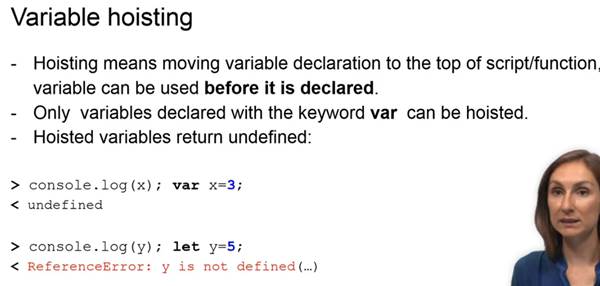 Variable hoisting
- Hoisting means moving variable declaration to the top of script/function,
variable can be used before it is declared.
- Only variables declared with the keyword var can be hoisted.
- Hoisted variables return undefined:
> console.log(x); var x=3;
< undefined
> console.log(y); let y=5;
< ReferenceError: y is not defined(…)